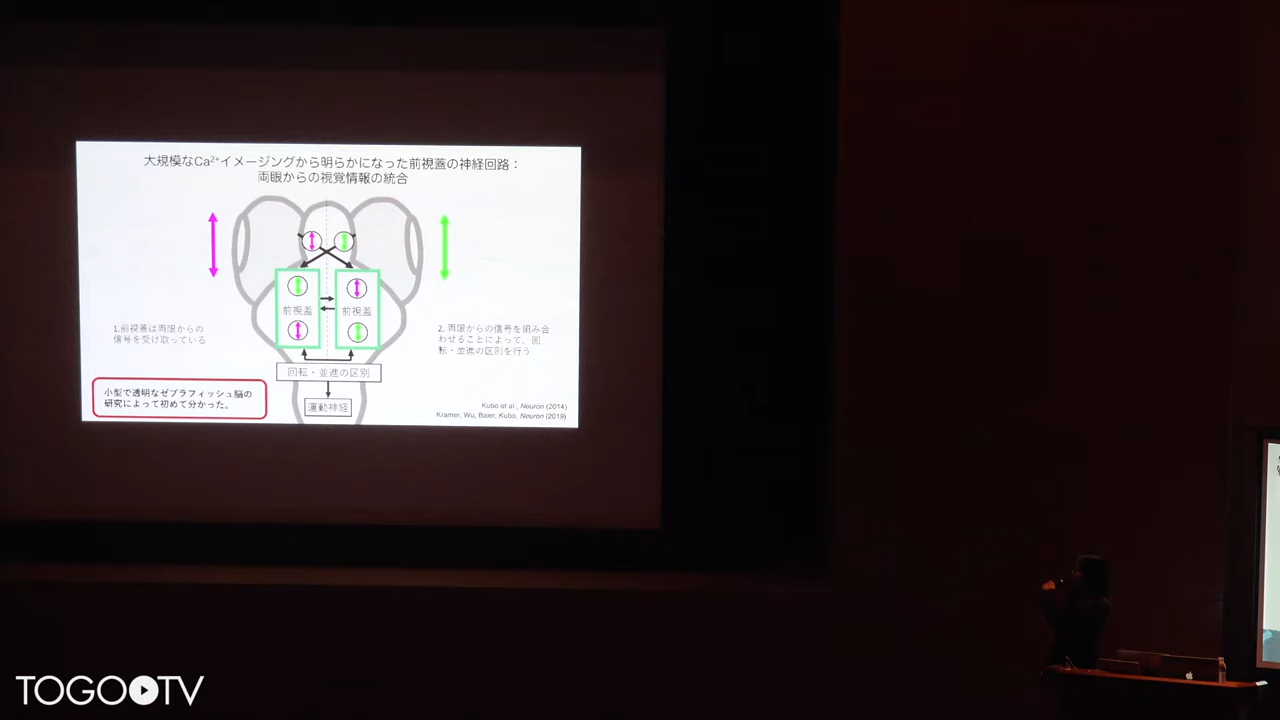 大規模なCa²⁺イメージングから明らかになった前視蓋の神経回路：
両眼からの視覚情報の統合
前視蓋
前視蓋
1.前視蓋は両眼からの
信号を受け取っている
2. 両眼からの信号を組み合
わせることによって、回
転・並進の区別を行う
回転・並進の区別
運動神経
小型で透明なゼブラフィッシュ脳の
研究によって初めて分かった。
Kubo et al., Neuron (2014)
Kramer, Wu, Baier, Kubo, Neuron (2019)
TOGOTV